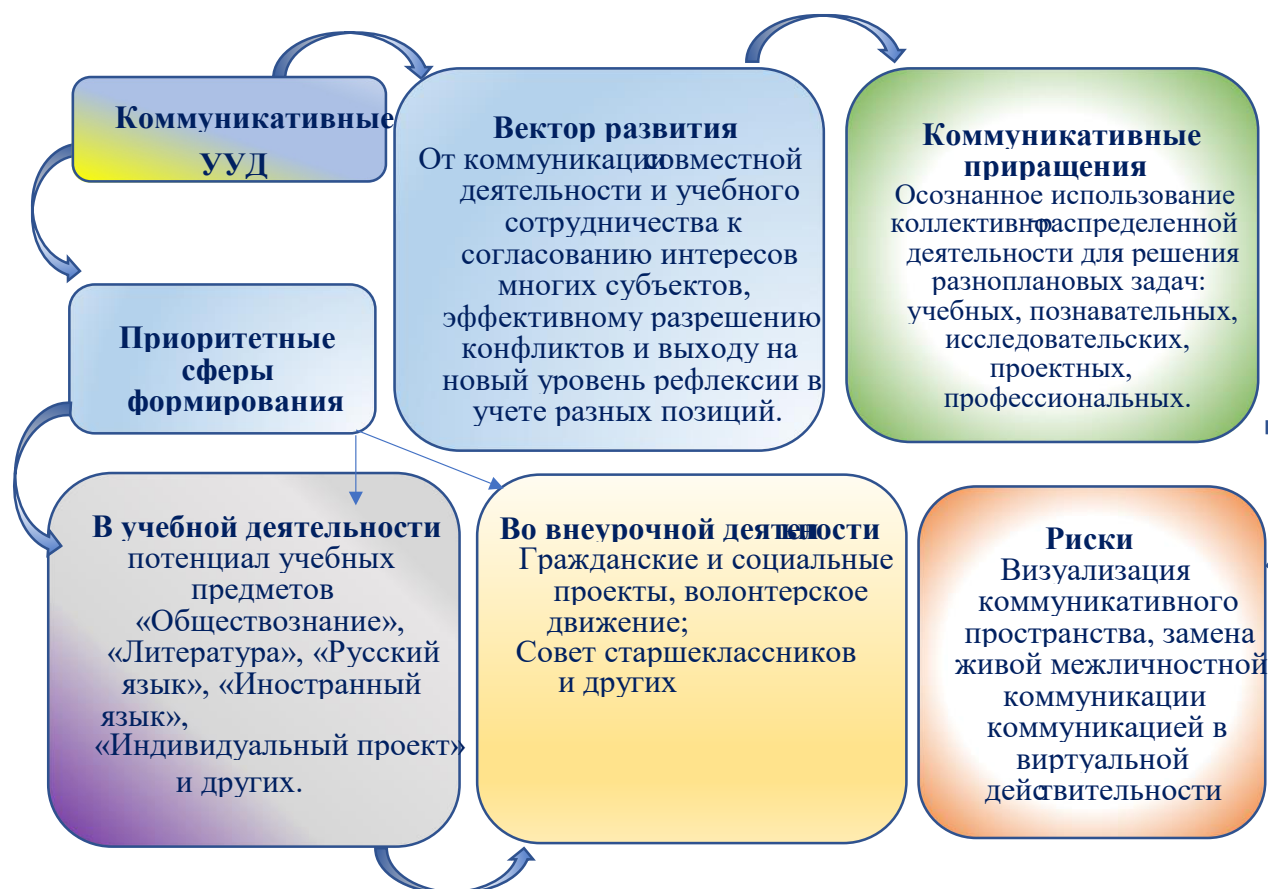 Коммуникативные
УУД
Вектор развития
От коммуникации совместной
деятельности и учебного
сотрудничества к
согласованию интересов
многих субъектов,
эффективному разрешению
конфликтов и выходу на
новый уровень рефлексии в
учете разных позиций.
Коммуникативные
приращения
Осознанное использование
коллективно-распределенной
деятельности для решения
разноплановых задач:
учебных, познавательных,
исследовательских,
проектных,
профессиональных.
Приоритетные
сферы
формирования
В учебной деятельности
потенциал учебных
предметов
«Обществознание»,
«Литература», «Русский
язык», «Иностранный
язык»,
«Индивидуальный проект»
и других.
Во внеурочной деятельности
Гражданские и социальные
проекты, волонтерское
движение;
Совет старшеклассников
и других
Риски
Визуализация
коммуникативного
пространства, замена
живой межличностной
коммуникации
коммуникацией в
виртуальной
действительности